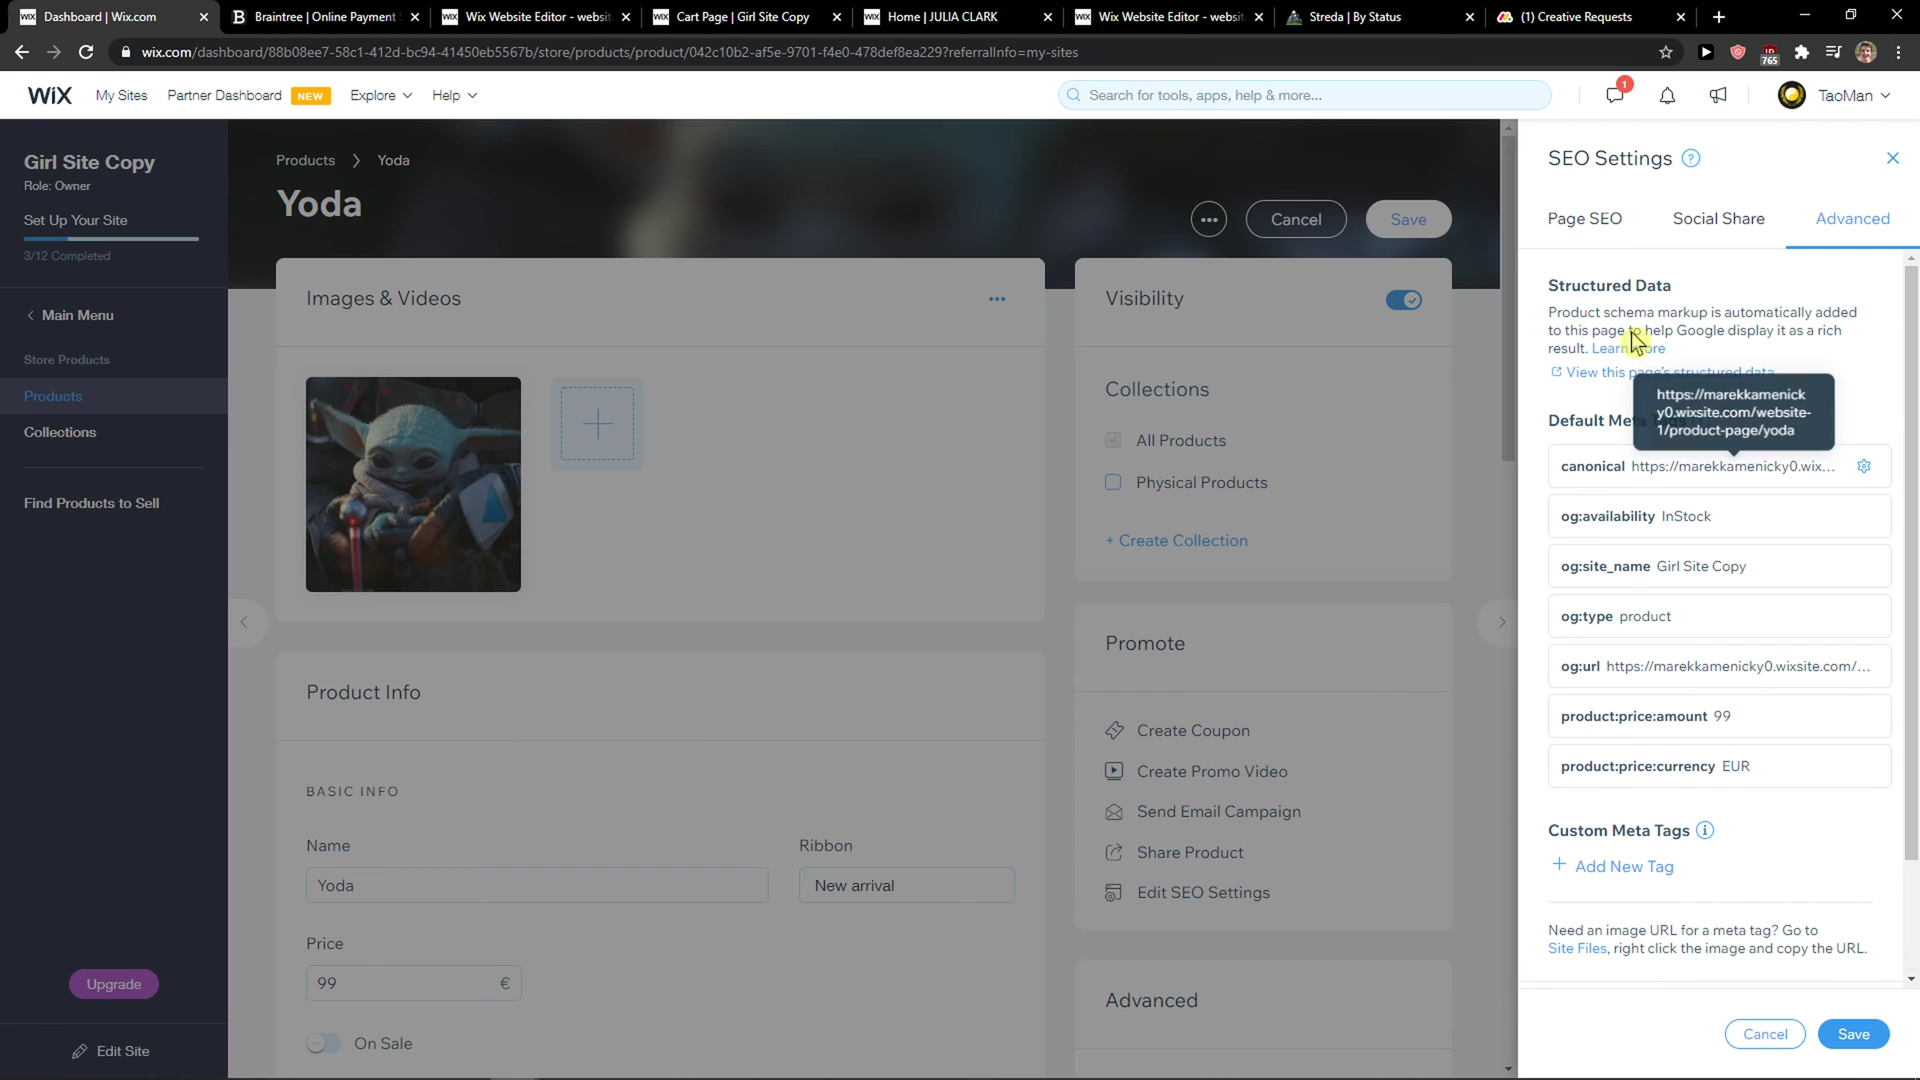 Dashboard | Wix.com
Braintree | Online Payment
Wix Website Editor - websit
Cart Page | Girl Site Copy
Home | JULIA CLARK
Wix Website Editor - websit
Streda | By Status
(1) Creative Requests
wix.com/dashboard/88b08ee7-58c1-412d-bc94-41450eb5567b/store/products/product/042c10b2-af5e-9701-f4e0-478def8ea229?referralInfo=my-sites
765
WiX
My Sites
Partner Dashboard
NEW
Explore
Help
Search for tools, apps, help & more...
1
TaoMan
Girl Site Copy
Role: Owner
Set Up Your Site
3/12 Completed
Main Menu
Store Products
Products
Collections
Find Products to Sell
Upgrade
Edit Site
Products > Yoda
Yoda
Cancel
Save
Images & Videos
Product Info
BASIC INFO
Name
Ribbon
Yoda
New arrival
Price
99 €
On Sale
Visibility
Collections
All Products
Physical Products
+ Create Collection
Promote
Create Coupon
Create Promo Video
Send Email Campaign
Share Product
Edit SEO Settings
Advanced
SEO Settings
Page SEO
Social Share
Advanced
Structured Data
Product schema markup is automatically added
to this page to help Google display it as a rich
result. Learn more
View this page's structured data
https://marekkamenick
y0.wixsite.com/website-
1/product-page/yoda
Default Meta
canonical https://marekkamenicky0.wix...
og:availability InStock
og:site_name Girl Site Copy
og:type product
og:url https://marekkamenicky0.wixsite.com/...
product:price:amount 99
product:price:currency EUR
Custom Meta Tags
+ Add New Tag
Need an image URL for a meta tag? Go to
Site Files, right click the image and copy the URL.
Cancel
Save